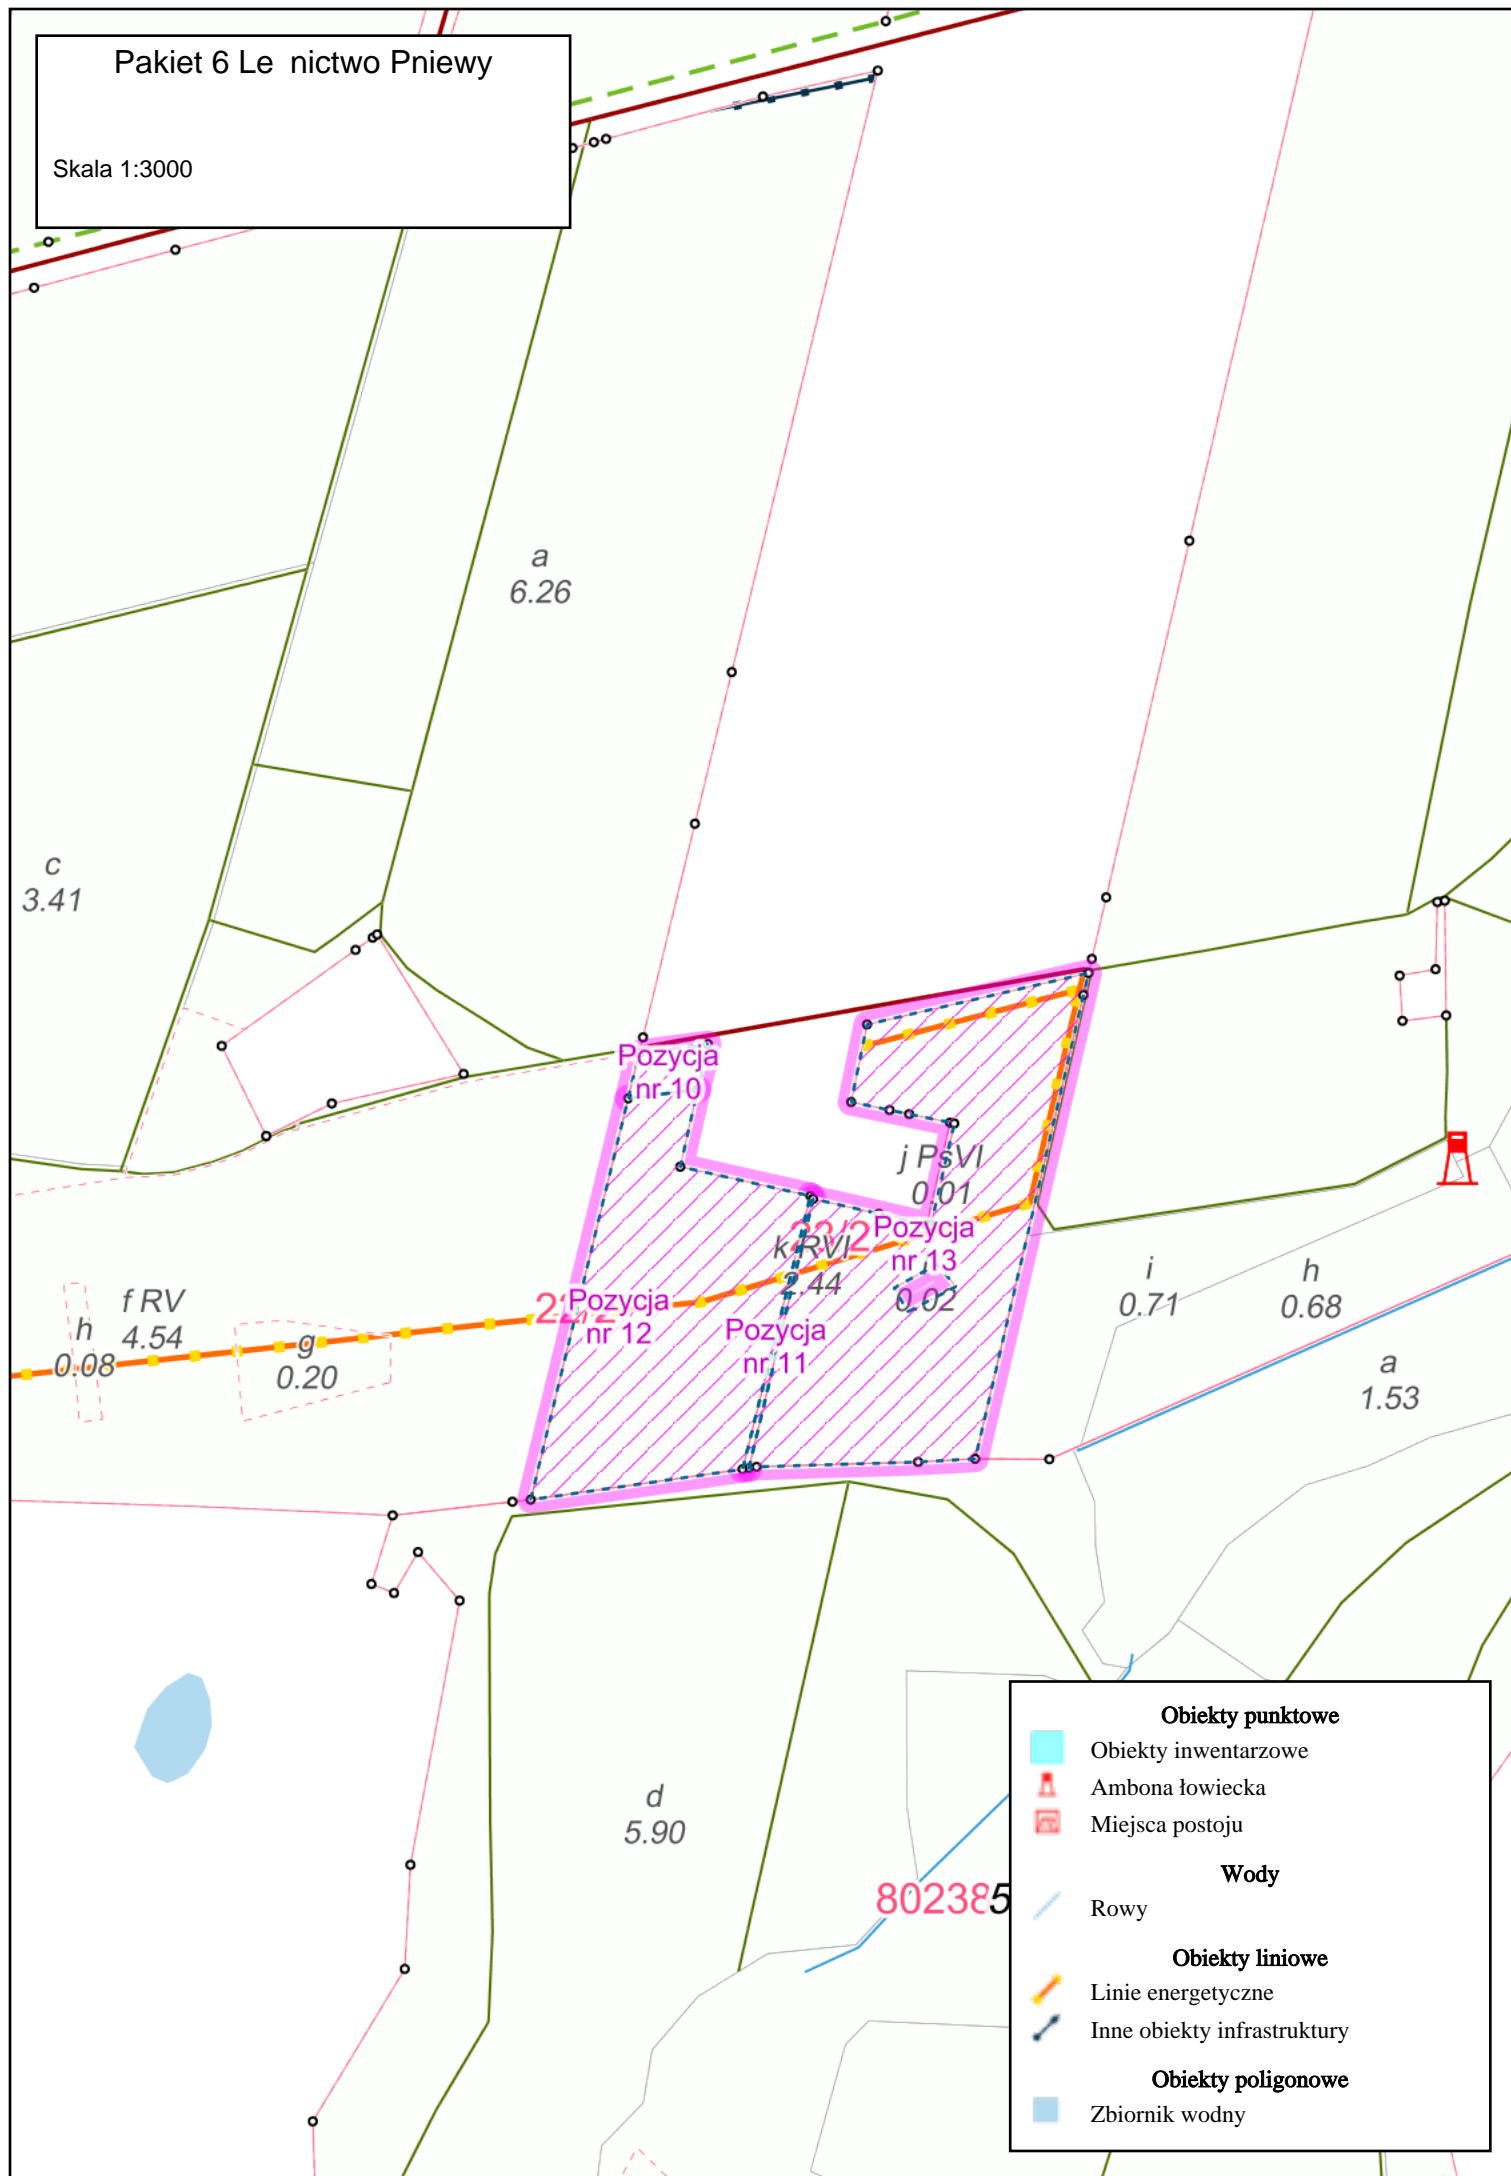 Pakiet 6 Le nictwo Pniewy
Skala 1:3000
a
6.26
c
3.41
Pozycja
nr 10
j PsVI
0.01
Pozycja
nr 13
k RVI
2.44
0.02
Pozycja
nr 12
Pozycja
nr 11
f RV
4.54
h
0.08
g
0.20
i
0.71
h
0.68
a
1.53
d
5.90
80238
5
Obiekty punktowe
Obiekty inwentarzowe
Ambona łowiecka
Miejsca postoju
Wody
Rowy
Obiekty liniowe
Linie energetyczne
Inne obiekty infrastruktury
Obiekty poligonowe
Zbiornik wodny